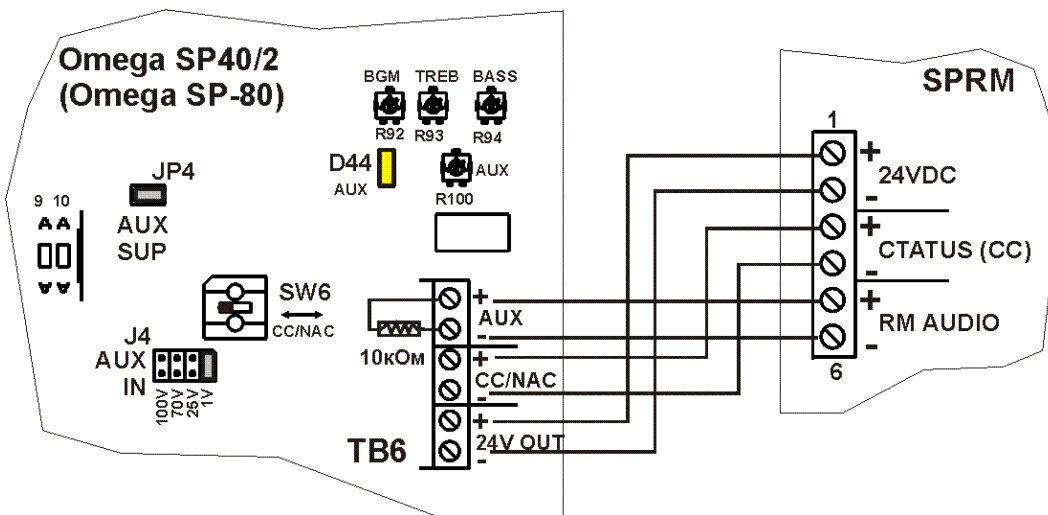 Omega SP40/2
(Omega SP-80)
BGM TREB BASS
R92 R93 R94
D44
AUX
AUX
R100
JP4
AUX
SUP
9 10
SW6
CC/NAC
J4
AUX
IN
100V
70V
25V
1V
10кОм
+
AUX
-
+
CC/NAC
-
+
24V OUT
-
TB6
SPRM
1
+
24VDC
-
+
CTATUS (CC)
-
+
RM AUDIO
-
6